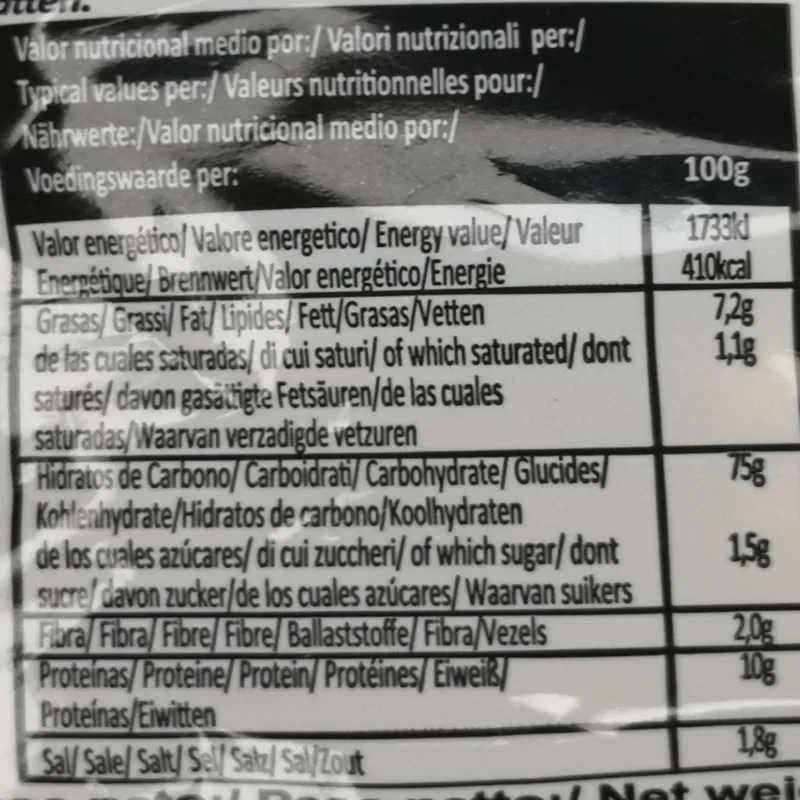 Valor nutricional medio por:/ Valori nutrizionali per:/
Typical values per:/ Valeurs nutritionnelles pour:/
Nährwerte:/Valor nutricional medio por:/
Voedingswaarde per: 100g
Valor energético/ Valore energetico/ Energy value/ Valeur 1733kJ
Energétique/ Brennwert/Valor energético/Energie 410kcal
Grasas/ Grassi/ Fat/ Lipides/ Fett/Grasas/Vetten 7,2g
de las cuales saturadas/ di cui saturi/ of which saturated/ dont 1,1g
saturés/ davon gasättigte Fetsäuren/de las cuales
saturadas/Waarvan verzadigde vetzuren
Hidratos de Carbono/ Carboidrati/ Carbohydrate/ Glucides/ 75g
Kohlenhydrate/Hidratos de carbono/Koolhydraten
de los cuales azúcares/ di cui zuccheri/ of which sugar/ dont 1,5g
sucre/ davon zucker/de los cuales azúcares/ Waarvan suikers
Fibra/ Fibra/ Fibre/ Fibre/ Ballaststoffe/ Fibra/Vezels 2,0g
Proteínas/ Proteine/ Protein/ Protéines/ Eiweiß/ 10g
Proteínas/Eiwitten
Sal/ Sale/ Salt/ Sel/ Salz/ Sal/Zout 1,8g